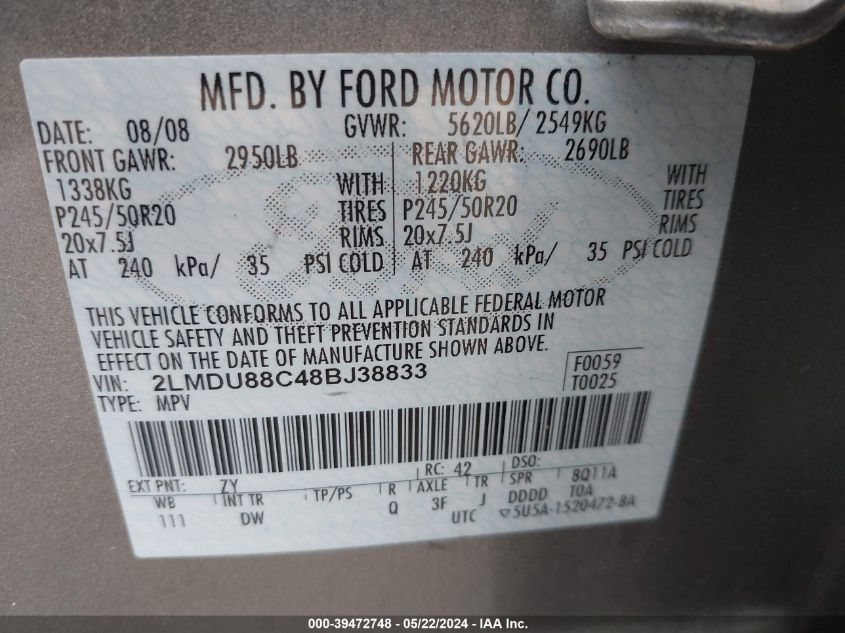 MFD. BY FORD MOTOR CO.
DATE: 08/08 GVWR: 5620LB/ 2549KG
FRONT GAWR: 2950LB REAR GAWR: 2690LB
1338KG WITH 1220KG WITH
P245/50R20 TIRES P245/50R20 TIRES
20x7.5J RIMS 20x7.5J RIMS
AT 240 kPa/ 35 PSI COLD AT 240 kPa/ 35 PSI COLD
THIS VEHICLE CONFORMS TO ALL APPLICABLE FEDERAL MOTOR
VEHICLE SAFETY AND THEFT PREVENTION STANDARDS IN
EFFECT ON THE DATE OF MANUFACTURE SHOWN ABOVE.
VIN: 2LMDU88C48BJ38833 F0059
TYPE: MPV T0025
EXT PNT: ZY RC: 42 DSO:
WB INT TR TP/PS R AXLE TR SPR 8Q11A
111 DW Q 3F J DDDD 10A
UTC ▽5U5A-1520472-BA
000-39472748 - 05/22/2024 - IAA Inc.